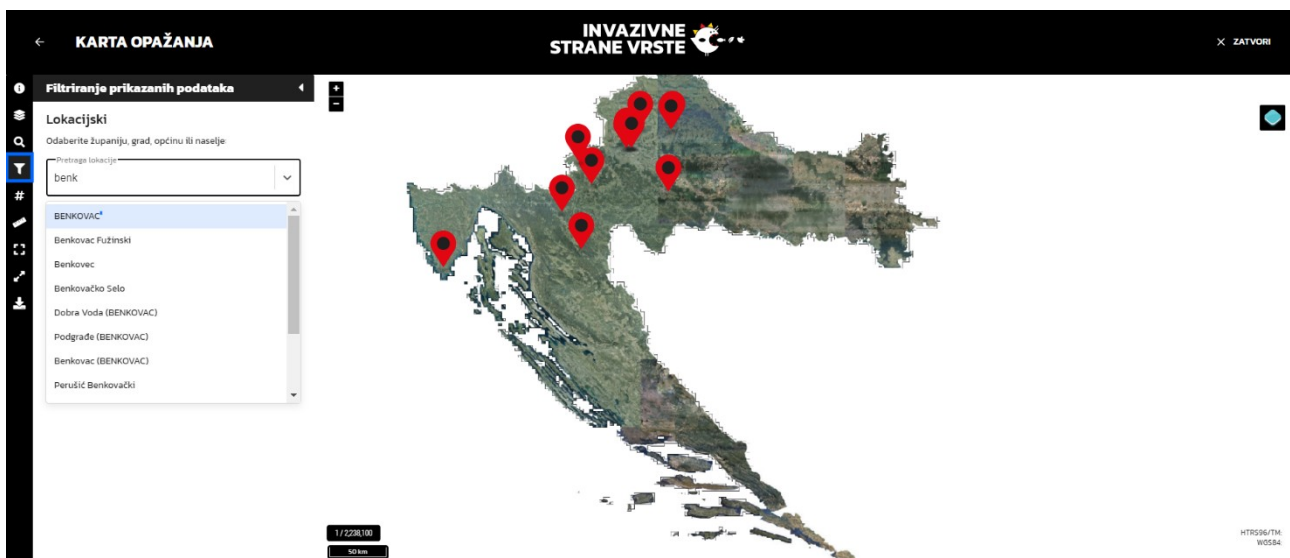 KARTA OPAŽANJA
INVAZIVNE
STRANE VRSTE
ZATVORI
Filtriranje prikazanih podataka
Lokacijski
Odaberite županiju, grad, općinu ili naselje:
Pretraga lokacije
benk
BENKOVAC
Benkovac Fužinski
Benkovec
Benkovačko Selo
Dobra Voda (BENKOVAC)
Podgrađe (BENKOVAC)
Benkovac (BENKOVAC)
Perušić Benkovački
1 / 2,238,100
50 km
HTRS96/TM:
WGS84: